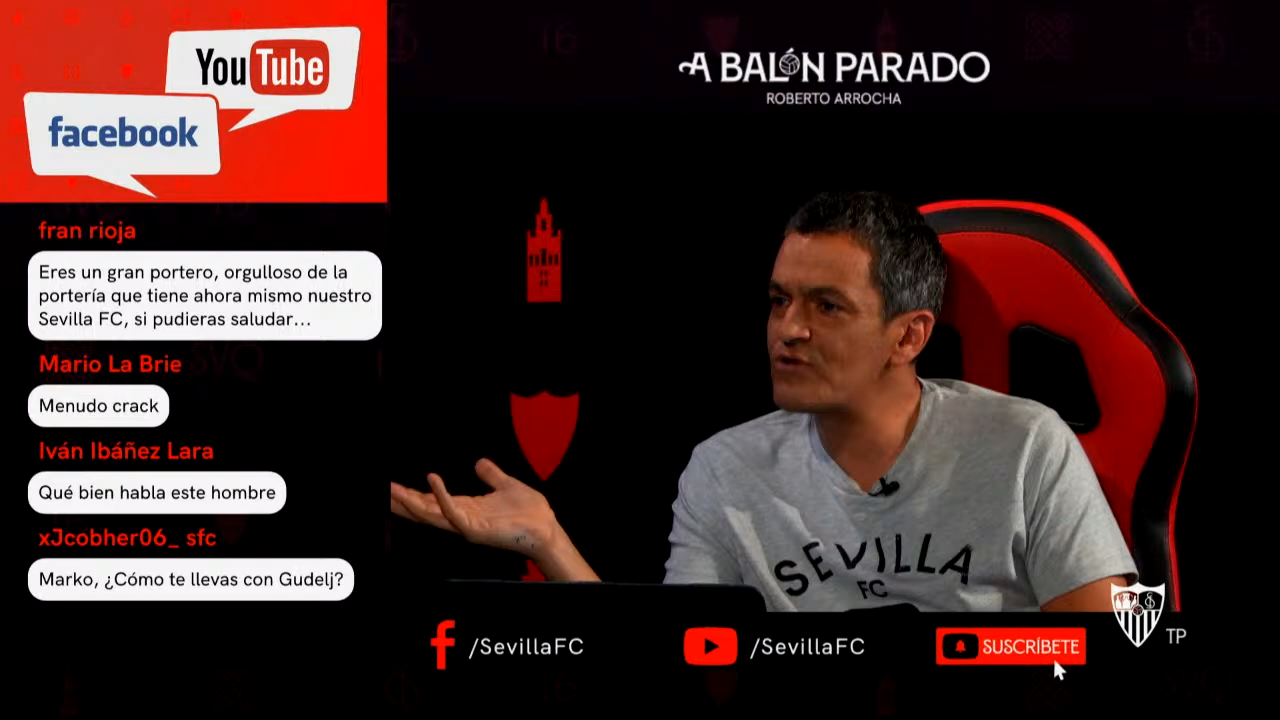 YouTube
facebook
fran rioja
Eres un gran portero, orgulloso de la
portería que tiene ahora mismo nuestro
Sevilla FC, si pudieras saludar...
Mario La Brie
Menudo crack
Iván Ibáñez Lara
Qué bien habla este hombre
xJcobher06_ sfc
Marko, ¿Cómo te llevas con Gudelj?
A BALÓN PARADO
ROBERTO ARROCHA
SEVILLA
FC
/SevillaFC
/SevillaFC
SUSCRÍBETE
TP